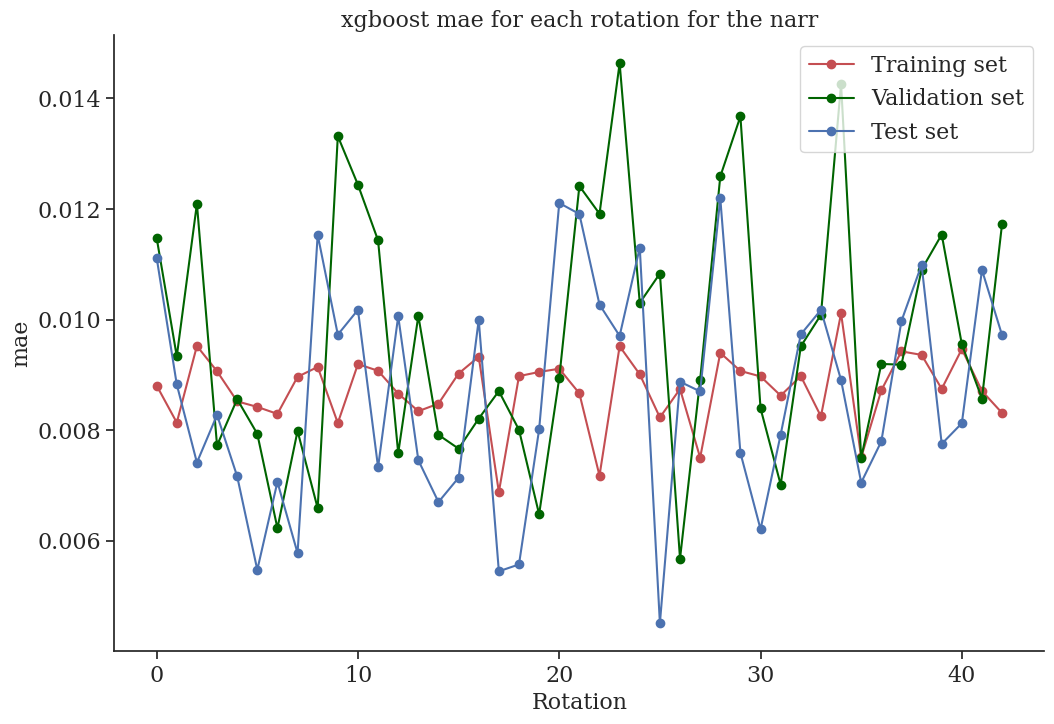 xgboost mae for each rotation for the narr
Training set
Validation set
Test set
0.014
0.012
0.010
0.008
0.006
mae
0
10
20
30
40
Rotation